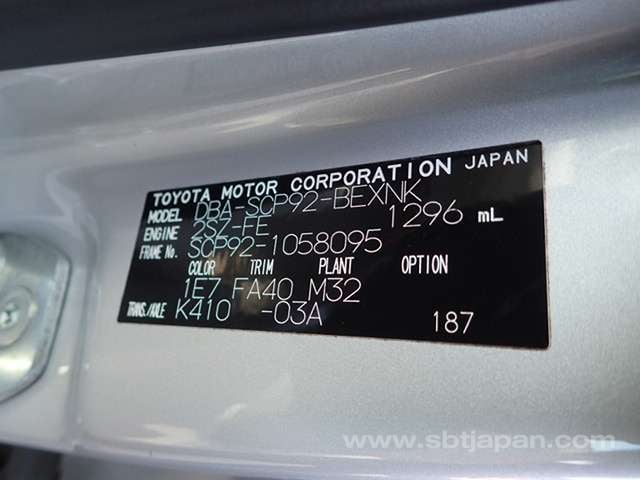 TOYOTA MOTOR CORPORATION JAPAN
MODEL DBA-SCP92-BEXNK
ENGINE 2SZ-FE 1296 mL
FRAME No. SCP92-1058095
COLOR TRIM PLANT OPTION
1E7 FA40 M32
TRANS./AXLE K410 -03A 187
www.sbtjapan.com